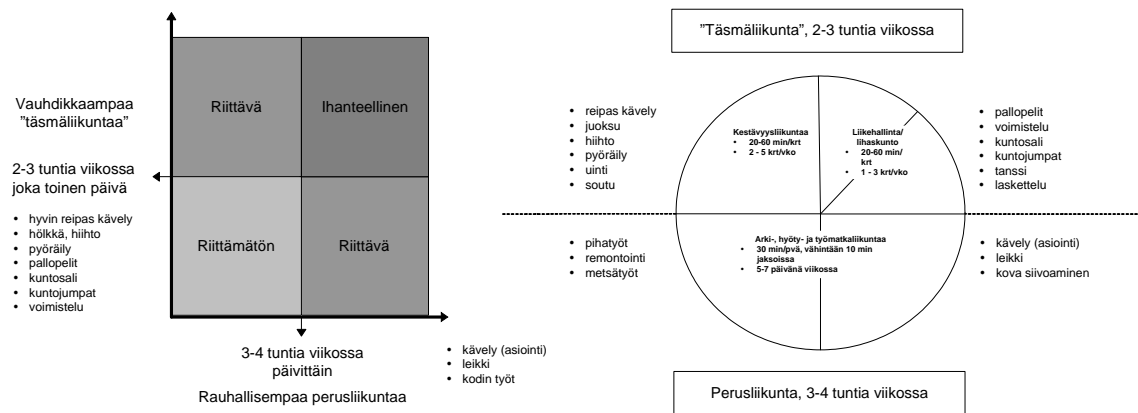 Vauhdikkaampaa
"täsmäliikuntaa"
2-3 tuntia viikossa
joka toinen päivä
• hyvin reipas kävely
• hölkkä, hiihto
• pyöräily
• pallopelit
• kuntosali
• kuntojumpat
• voimistelu
Riittävä
Ihanteellinen
Riittämätön
Riittävä
3-4 tuntia viikossa
päivittäin
Rauhallisempaa perusliikuntaa
• kävely (asiointi)
• leikki
• kodin työt
"Täsmäliikunta", 2-3 tuntia viikossa
• reipas kävely
• juoksu
• hiihto
• pyöräily
• uinti
• soutu
Kestävyysliikuntaa
• 20-60 min/krt
• 2 - 5 krt/vko
Liikehallinta/
lihaskunto
• 20-60 min/
krt
• 1 - 3 krt/vko
• pallopelit
• voimistelu
• kuntosali
• kuntojumpat
• tanssi
• laskettelu
• pihatyöt
• remontointi
• metsätyöt
Arki-, hyöty- ja työmatkaliikuntaa
• 30 min/pvä, vähintään 10 min
jaksoissa
• 5-7 päivänä viikossa
• kävely (asiointi)
• leikki
• kova siivoaminen
Perusliikunta, 3-4 tuntia viikossa